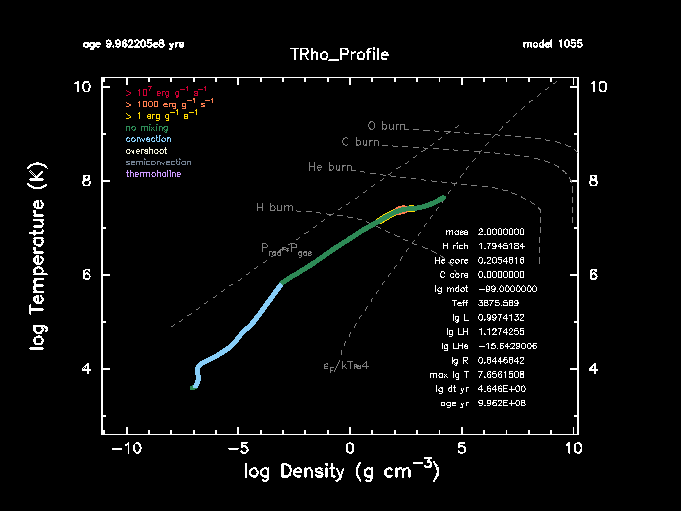 age 9.962205e8 yrs
model 1055
TRho_Profile
> 10^7 erg g^-1 s^-1
> 1000 erg g^-1 s^-1
> 1 erg g^-1 s^-1
no mixing
convection
overshoot
semiconvection
thermohaline
O burn
C burn
He burn
H burn
P_rad≈P_gas
ε_F/kT≈4
mass 2.0000000
H rich 1.7945184
He core 0.2054816
C core 0.0000000
lg mdot -99.0000000
Teff 3875.589
lg L 0.9974132
lg LH 1.1274255
lg LHe -15.6429006
lg R 0.8446842
max lg T 7.6561508
lg dt yr 4.646E+00
age yr 9.962E+08
log Temperature (K)
10
8
6
4
10
8
6
4
-10
-5
0
5
10
log Density (g cm^-3)